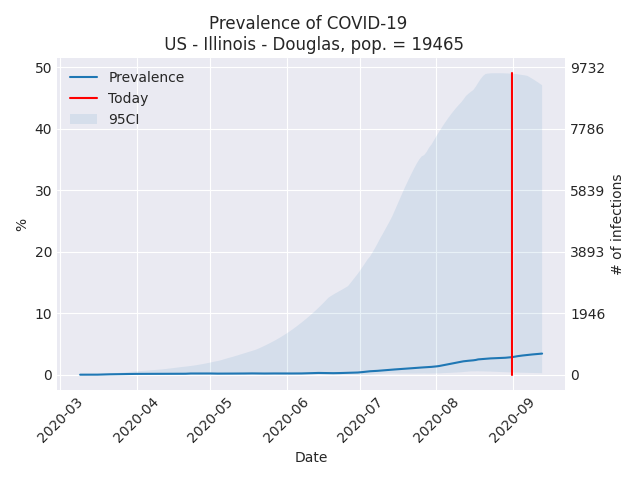 Prevalence of COVID-19
US - Illinois - Douglas, pop. = 19465
Prevalence
Today
95CI
50
40
30
20
10
0
%
9732
7786
5839
3893
1946
0
# of infections
2020-03
2020-04
2020-05
2020-06
2020-07
2020-08
2020-09
Date